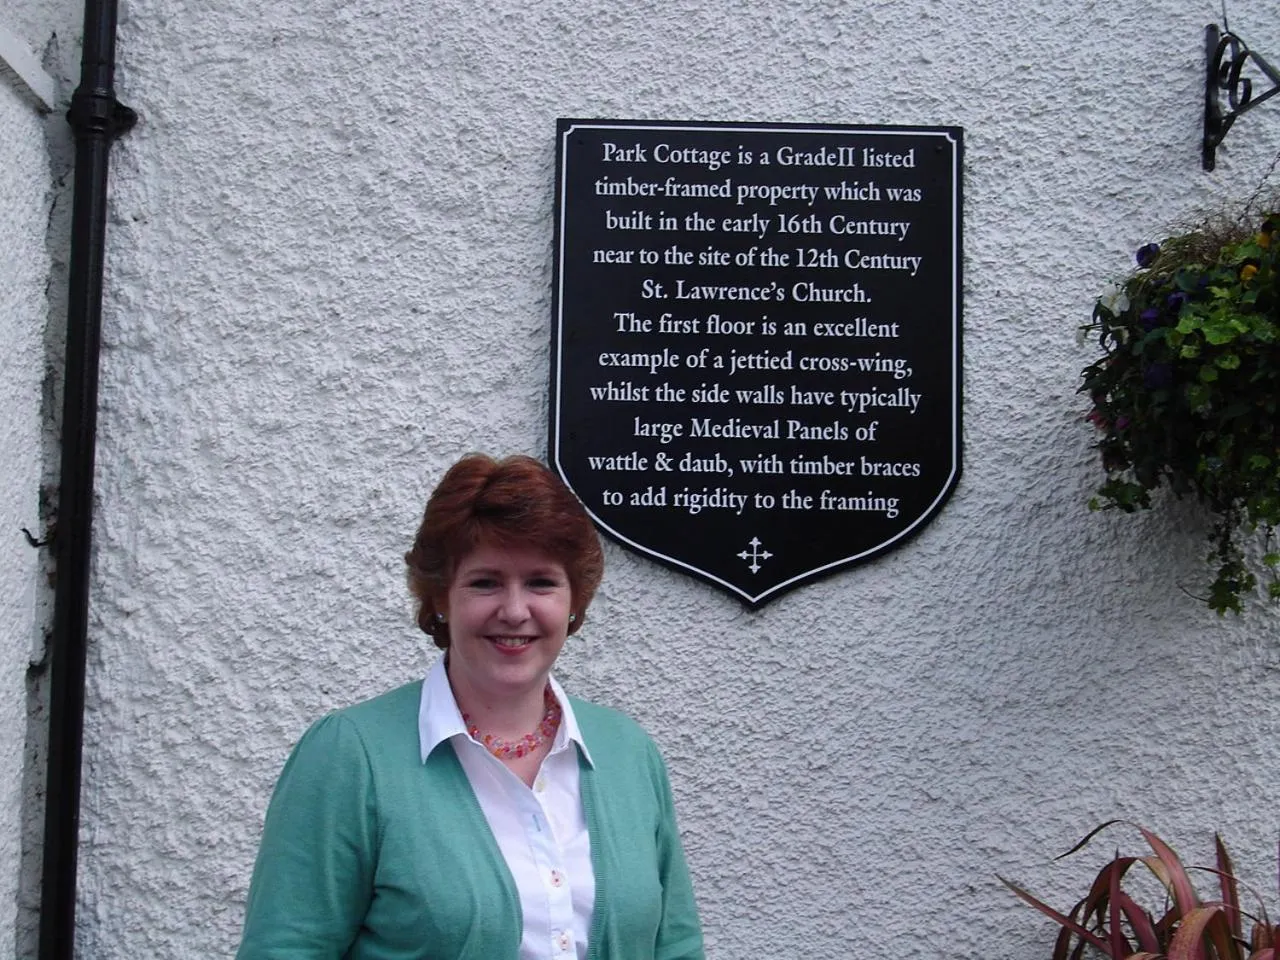 Park Cottage is a GradeII listed
timber-framed property which was
built in the early 16th Century
near to the site of the 12th Century
St. Lawrence's Church.
The first floor is an excellent
example of a jettied cross-wing,
whilst the side walls have typically
large Medieval Panels of
wattle & daub, with timber braces
to add rigidity to the framing